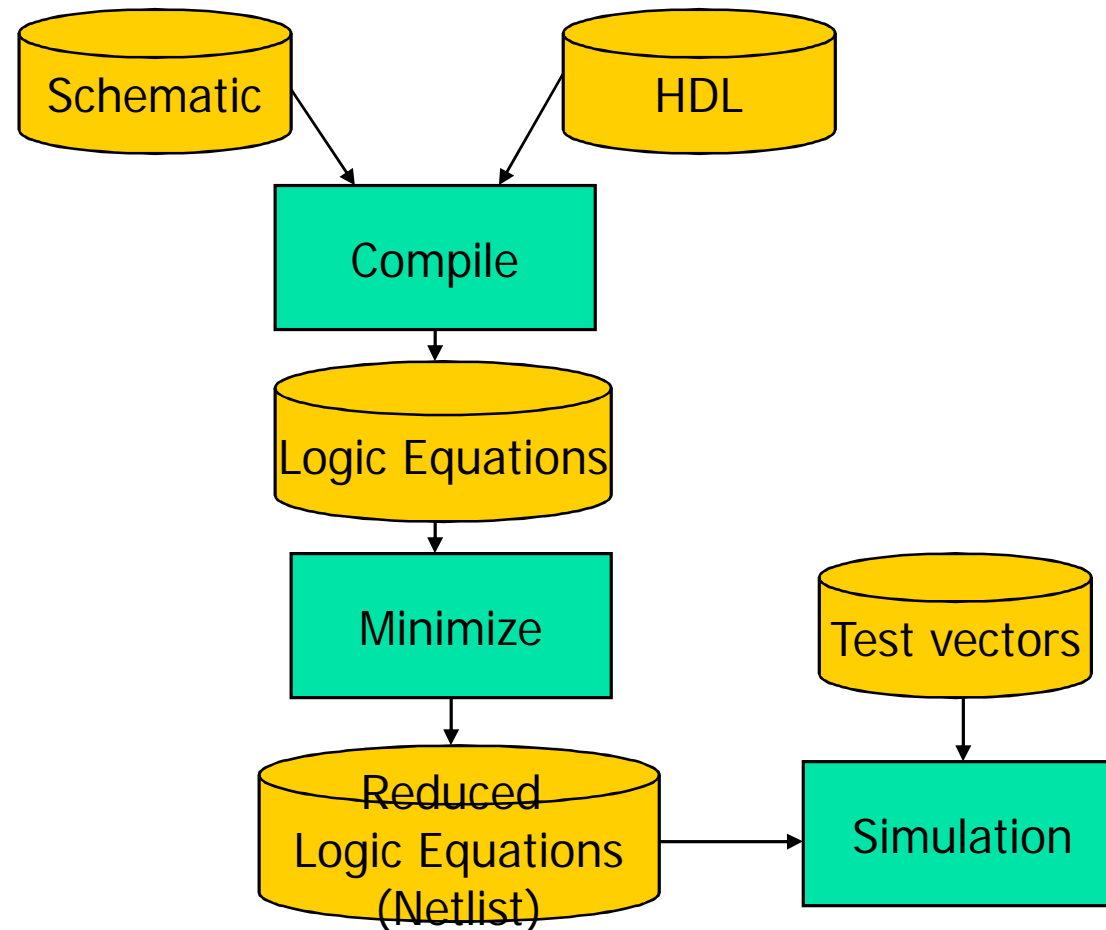 Schematic
HDL
Compile
Logic Equations
Minimize
Test vectors
Reduced
Logic Equations
(Netlist)
Simulation